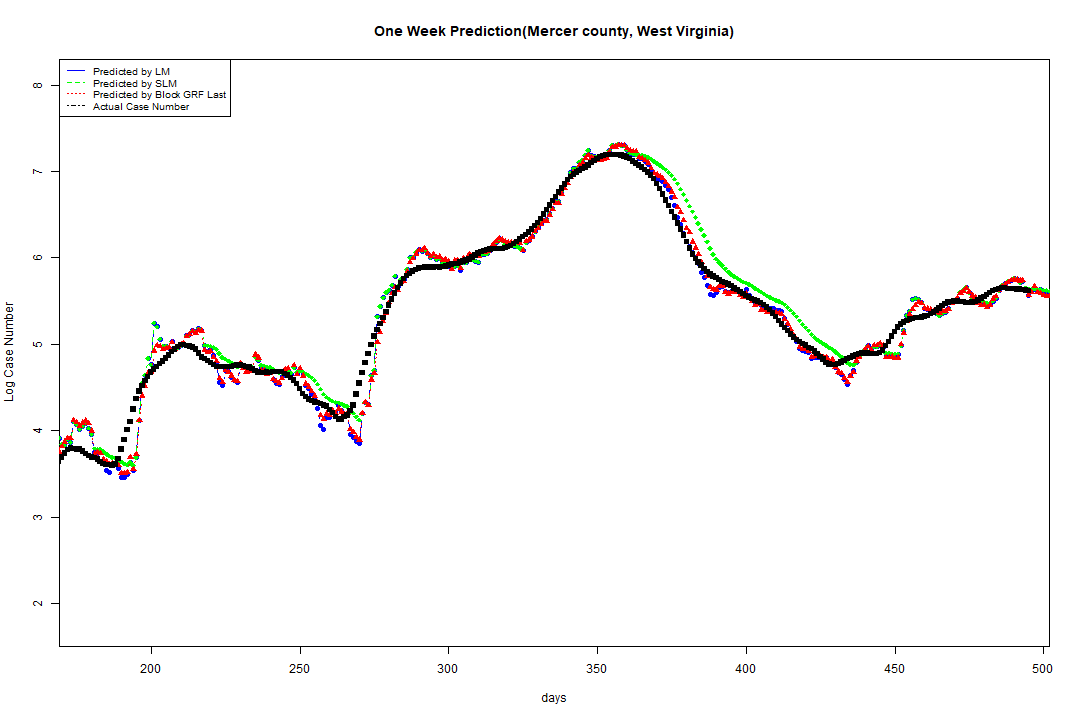 One Week Prediction(Mercer county, West Virginia)
Predicted by LM
Predicted by SLM
Predicted by Block GRF Last
Actual Case Number
8
7
6
5
4
3
2
Log Case Number
200 250 300 350 400 450 500
days